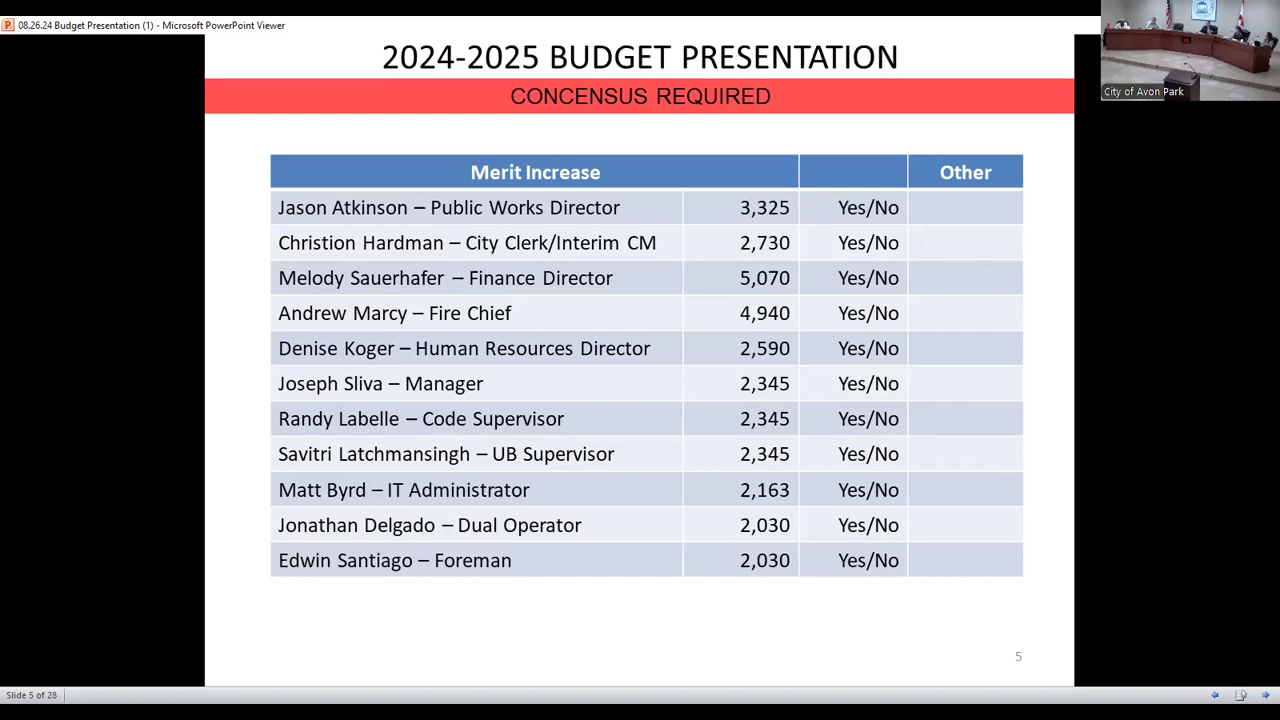 08.26.24 Budget Presentation (1) - Microsoft PowerPoint Viewer
City of Avon Park
2024-2025 BUDGET PRESENTATION
CONCENSUS REQUIRED
Merit Increase Other
Jason Atkinson – Public Works Director 3,325 Yes/No
Christion Hardman – City Clerk/Interim CM 2,730 Yes/No
Melody Sauerhafer – Finance Director 5,070 Yes/No
Andrew Marcy – Fire Chief 4,940 Yes/No
Denise Koger – Human Resources Director 2,590 Yes/No
Joseph Sliva – Manager 2,345 Yes/No
Randy Labelle – Code Supervisor 2,345 Yes/No
Savitri Latchmansingh – UB Supervisor 2,345 Yes/No
Matt Byrd – IT Administrator 2,163 Yes/No
Jonathan Delgado – Dual Operator 2,030 Yes/No
Edwin Santiago – Foreman 2,030 Yes/No
5
Slide 5 of 28